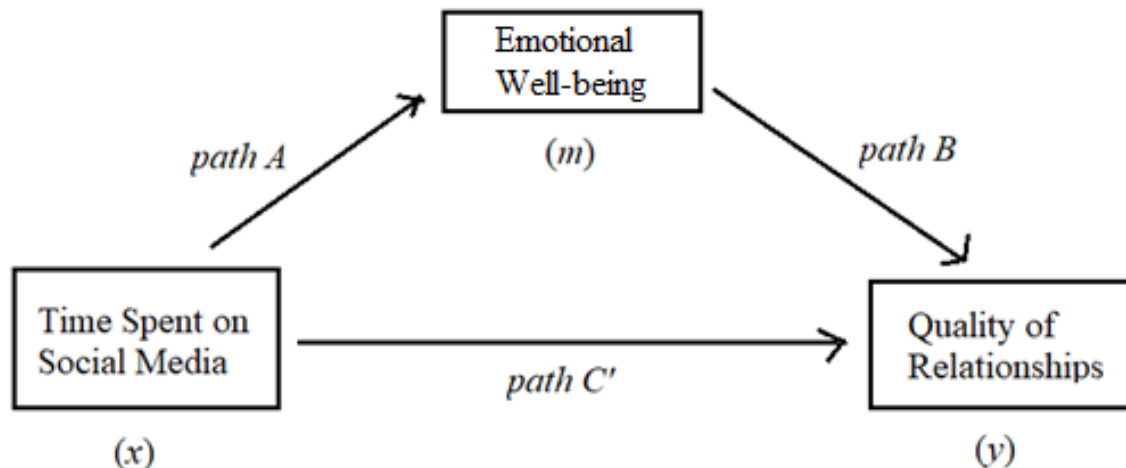 Emotional
Well-being
(m)
path A
path B
Time Spent on
Social Media
path C'
Quality of
Relationships
(x)
(y)